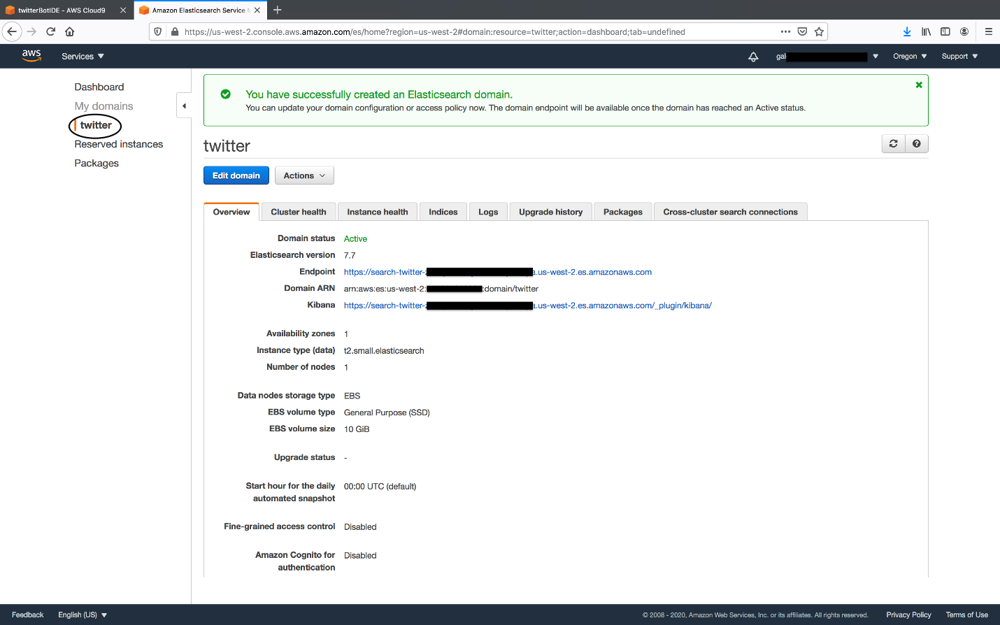 twitterBotIDE - AWS Cloud9
Amazon Elasticsearch Service
https://us-west-2.console.aws.amazon.com/es/home?region=us-west-2#domain:resource=twitter;action=dashboard;tab=undefined
aws
Services
gal
Oregon
Support
Dashboard
My domains
twitter
Reserved instances
Packages
You have successfully created an Elasticsearch domain.
You can update your domain configuration or access policy now. The domain endpoint will be available once the domain has reached an Active status.
twitter
Edit domain
Actions
Overview
Cluster health
Instance health
Indices
Logs
Upgrade history
Packages
Cross-cluster search connections
Domain status Active
Elasticsearch version 7.7
Endpoint https://search-twitter- a.us-west-2.es.amazonaws.com
Domain ARN arn:aws:es:us-west-2: :domain/twitter
Kibana https://search-twitter- a.us-west-2.es.amazonaws.com/_plugin/kibana/
Availability zones 1
Instance type (data) t2.small.elasticsearch
Number of nodes 1
Data nodes storage type EBS
EBS volume type General Purpose (SSD)
EBS volume size 10 GiB
Upgrade status -
Start hour for the daily 00:00 UTC (default)
automated snapshot
Fine-grained access control Disabled
Amazon Cognito for Disabled
authentication
Feedback
English (US)
© 2008 - 2020, Amazon Web Services, Inc. or its affiliates. All rights reserved.
Privacy Policy
Terms of Use